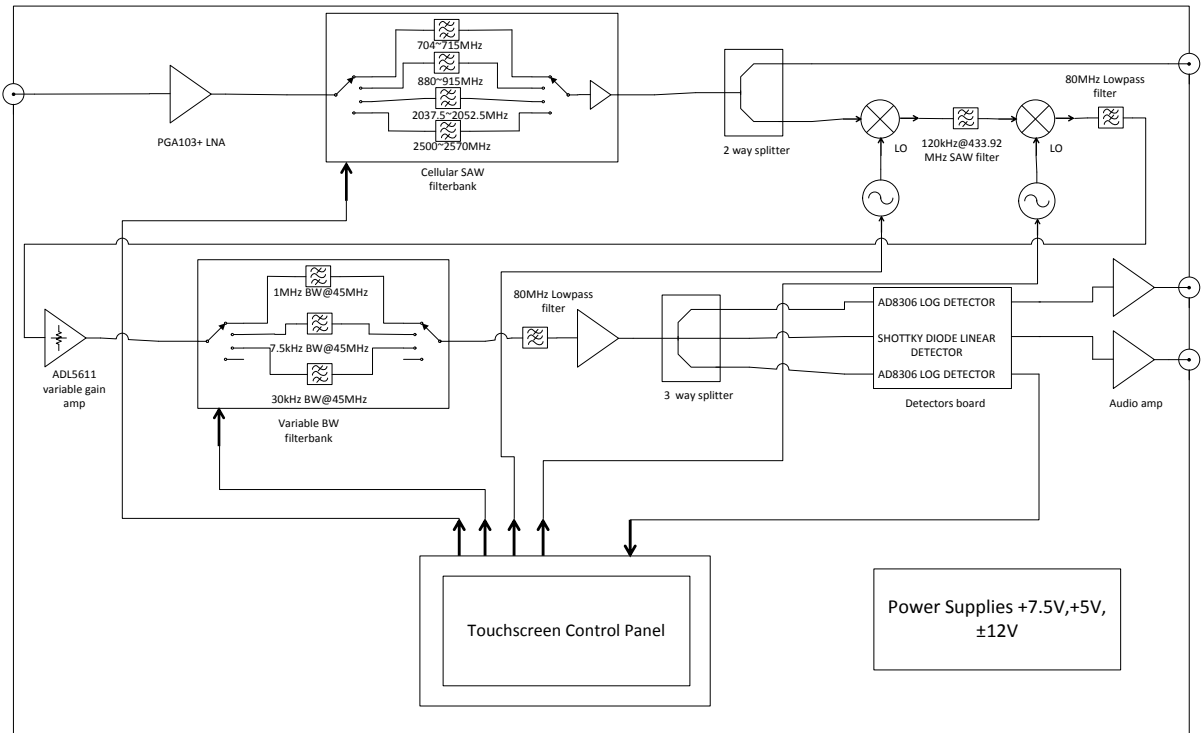 704~715MHz
880~915MHz
2037.5~2052.5MHz
2500~2570MHz
PGA103+ LNA
Cellular SAW
filterbank
2 way splitter
LO
120kHz@433.92
MHz SAW filter
LO
80MHz Lowpass
filter
ADL5611
variable gain
amp
1MHz BW@45MHz
7.5kHz BW@45MHz
30kHz BW@45MHz
Variable BW
filterbank
80MHz Lowpass
filter
3 way splitter
AD8306 LOG DETECTOR
SHOTTKY DIODE LINEAR
DETECTOR
AD8306 LOG DETECTOR
Detectors board
Audio amp
Touchscreen Control Panel
Power Supplies +7.5V,+5V,
±12V